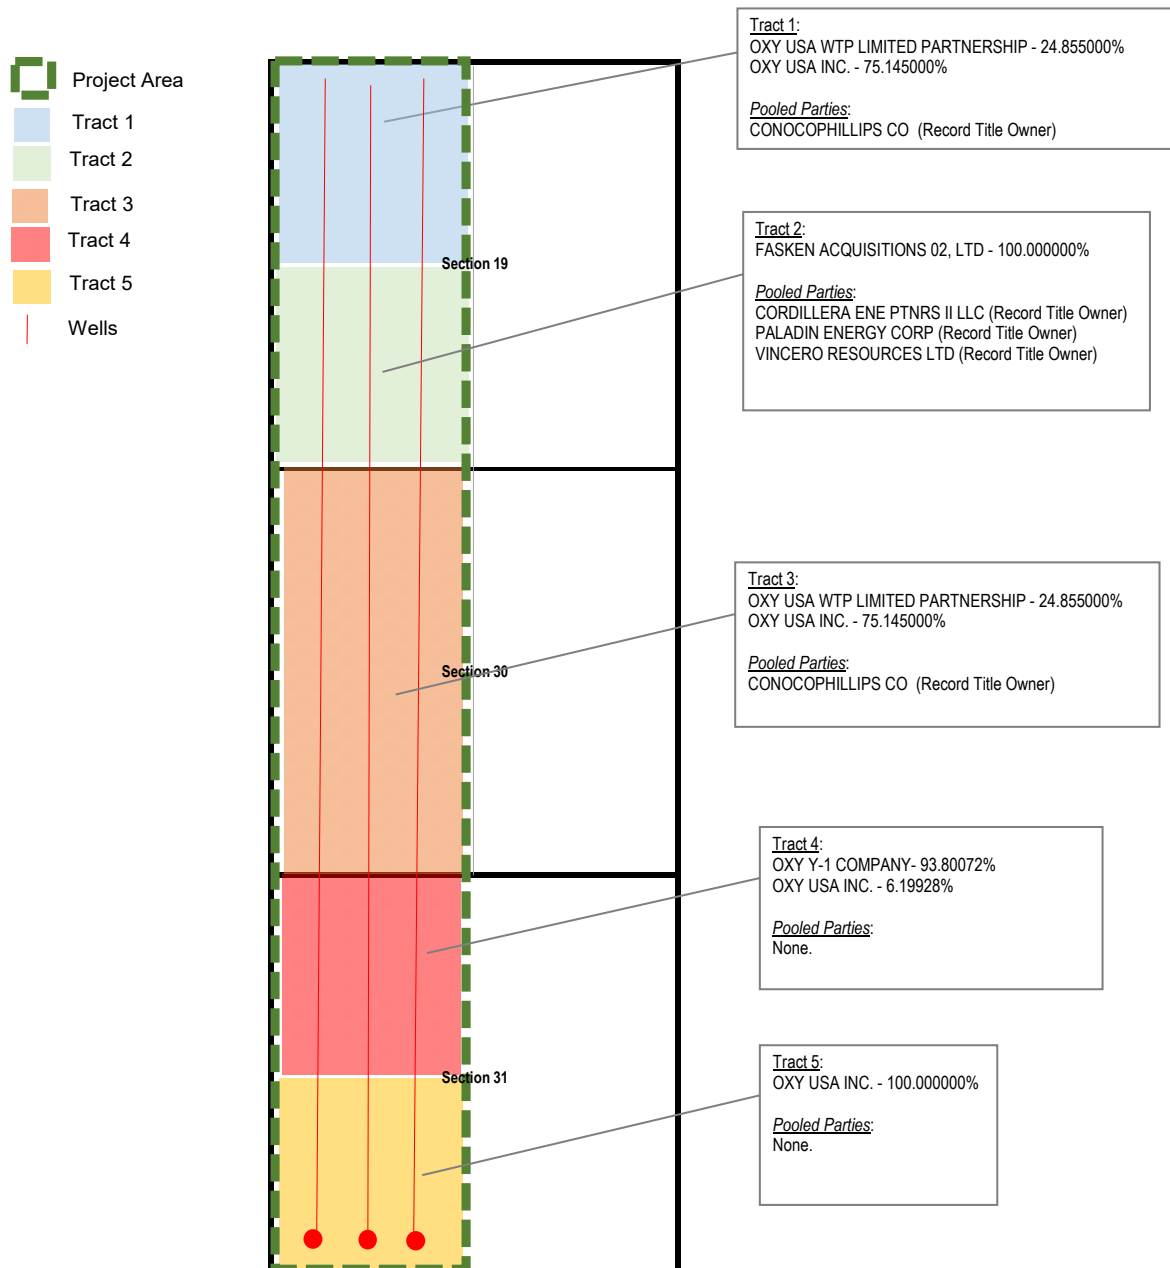 Project Area
Tract 1
Tract 2
Tract 3
Tract 4
Tract 5
Wells
Section 19
Section 30
Section 31
Tract 1:
OXY USA WTP LIMITED PARTNERSHIP - 24.855000%
OXY USA INC. - 75.145000%
Pooled Parties:
CONOCOPHILLIPS CO (Record Title Owner)
Tract 2:
FASKEN ACQUISITIONS 02, LTD - 100.000000%
Pooled Parties:
CORDILLERA ENE PTNRS II LLC (Record Title Owner)
PALADIN ENERGY CORP (Record Title Owner)
VINCERO RESOURCES LTD (Record Title Owner)
Tract 3:
OXY USA WTP LIMITED PARTNERSHIP - 24.855000%
OXY USA INC. - 75.145000%
Pooled Parties:
CONOCOPHILLIPS CO (Record Title Owner)
Tract 4:
OXY Y-1 COMPANY- 93.80072%
OXY USA INC. - 6.19928%
Pooled Parties:
None.
Tract 5:
OXY USA INC. - 100.000000%
Pooled Parties:
None.